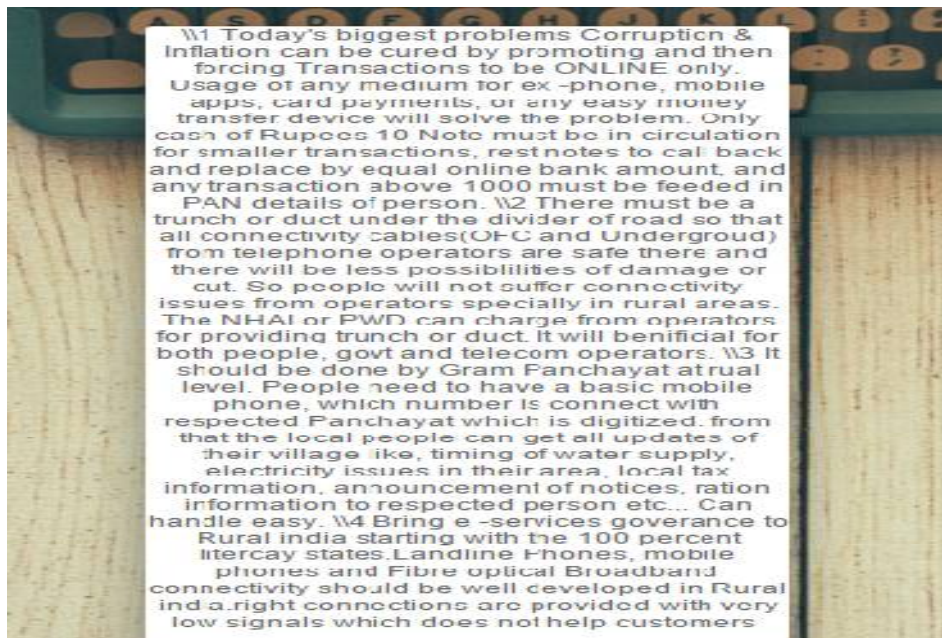 A S D F G H J K L
\\1 Today's biggest problems Corruption &
Inflation can be cured by promoting and then
forcing Transactions to be ONLINE only.
Usage of any medium for ex -phone, mobile
apps, card payments, or any easy money
transfer device will solve the problem. Only
cash of Rupees 10 Note must be in circulation
for smaller transactions, rest notes to call back
and replace by equal online bank amount, and
any transaction above 1000 must be feeded in
PAN details of person. \\2 There must be a
trunch or duct under the divider of road so that
all connectivity cables(OFC and Undergroud)
from telephone operators are safe there and
there will be less possiblilities of damage or
cut. So people will not suffer connectivity
issues from operators specially in rural areas.
The NHAI or PWD can charge from operators
for providing trunch or duct. It will benificial for
both people, govt and telecom operators. \\3 It
should be done by Gram Panchayat at rual
level. People need to have a basic mobile
phone, which number is connect with
respected Panchayat which is digitized. from
that the local people can get all updates of
their village like, timing of water supply,
electricity issues in their area, local tax
information, announcement of notices, ration
information to respected person etc... Can
handle easy. \\4 Bring e -services goverance to
Rural india starting with the 100 percent
litercay states.Landline Phones, mobile
phones and Fibre optical Broadband
connectivity should be well developed in Rural
india.right connections are provided with very
low signals which does not help customers